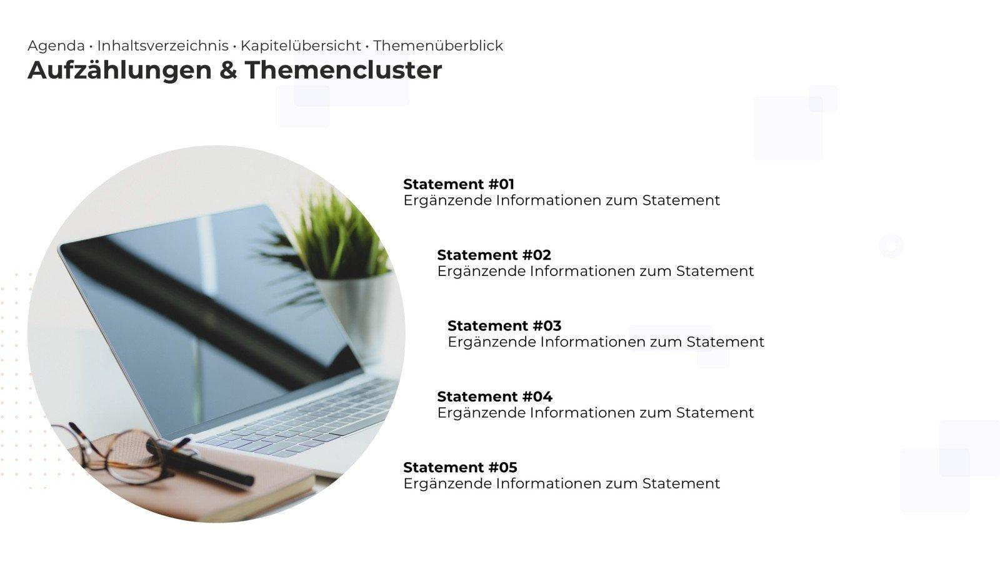 Agenda • Inhaltsverzeichnis • Kapitelübersicht • Themenüberblick
Aufzählungen & Themencluster
Statement #01
Ergänzende Informationen zum Statement
Statement #02
Ergänzende Informationen zum Statement
Statement #03
Ergänzende Informationen zum Statement
Statement #04
Ergänzende Informationen zum Statement
Statement #05
Ergänzende Informationen zum Statement